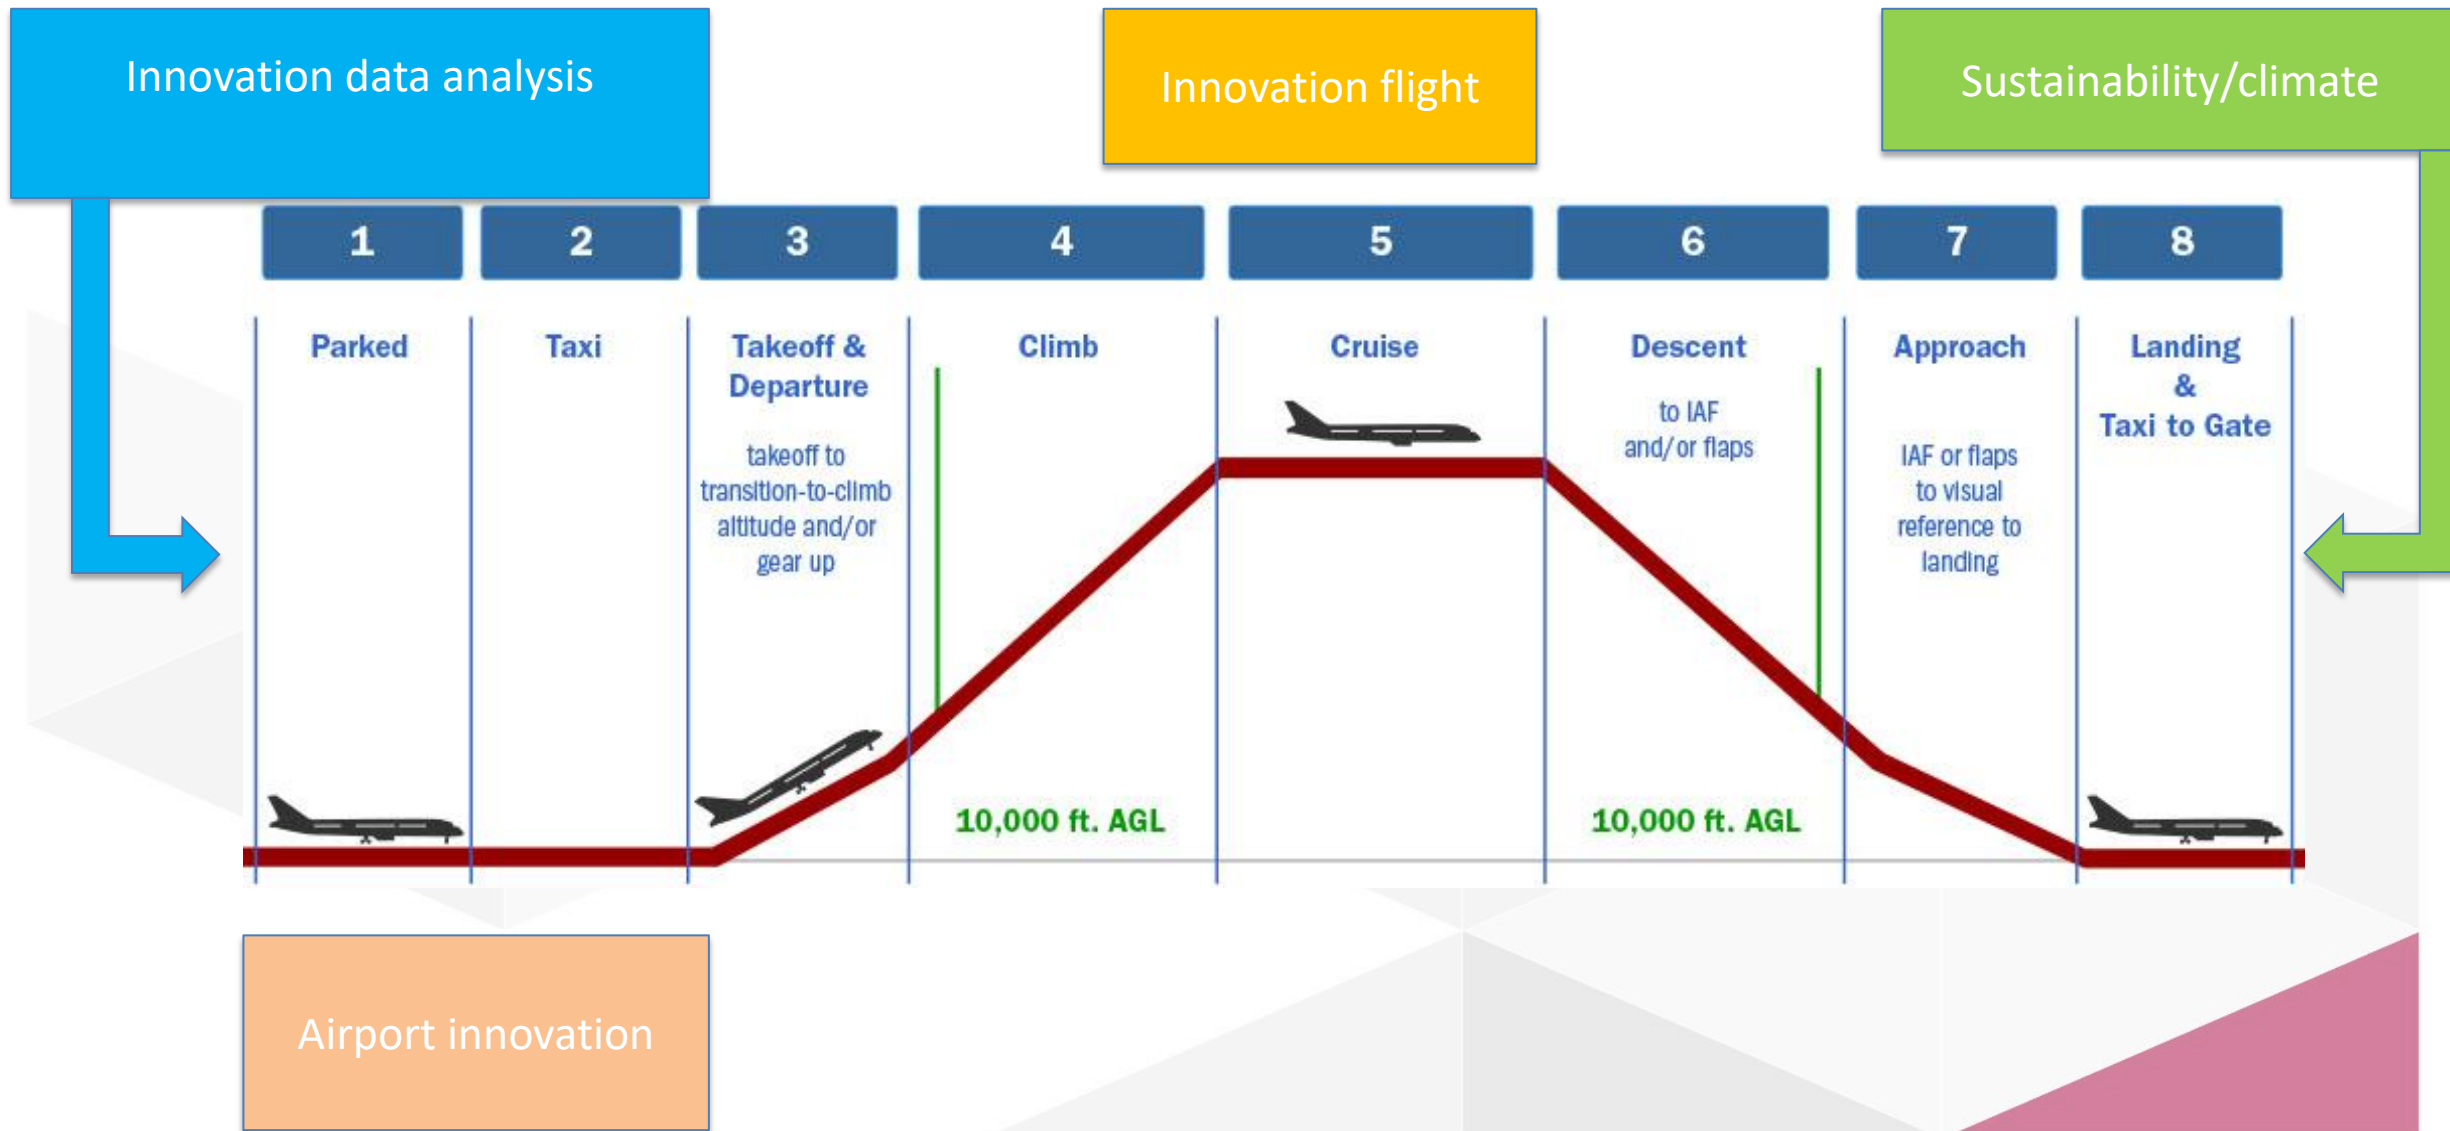 Innovation data analysis
Innovation flight
Sustainability/climate
1
2
3
4
5
6
7
8
Parked
Taxi
Takeoff &
Departure
takeoff to
transition-to-climb
altitude and/or
gear up
Climb
10,000 ft. AGL
Cruise
Descent
to IAF
and/or flaps
10,000 ft. AGL
Approach
IAF or flaps
to visual
reference to
landing
Landing
&
Taxi to Gate
Airport innovation